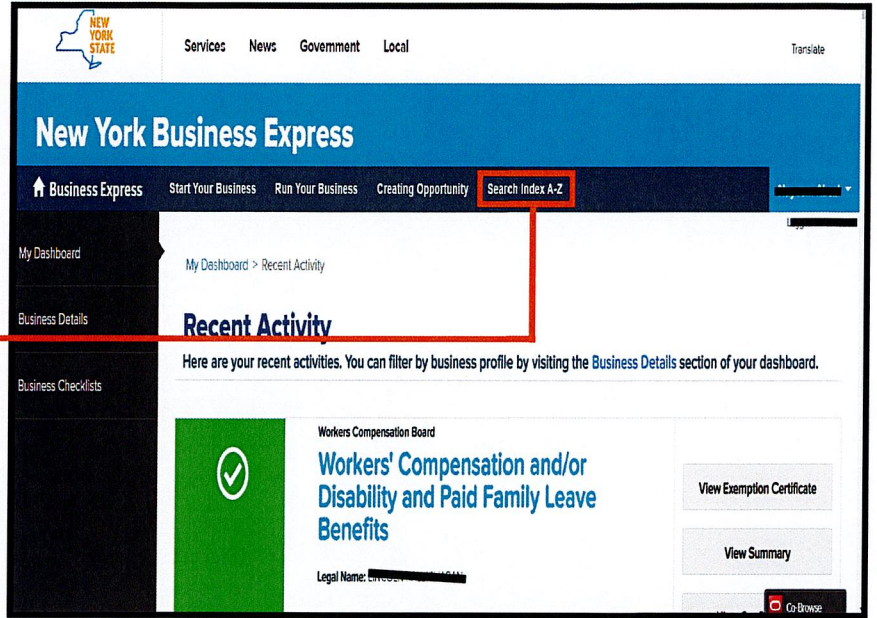 NEW
YORK
STATE
Services News Government Local
Translate
New York Business Express
Business Express Start Your Business Run Your Business Creating Opportunity Search Index A-Z
My Dashboard
My Dashboard > Recent Activity
Business Details
Recent Activity
Here are your recent activities. You can filter by business profile by visiting the Business Details section of your dashboard.
Business Checklists
Workers Compensation Board
Workers' Compensation and/or
Disability and Paid Family Leave
Benefits
View Exemption Certificate
View Summary
Legal Name:
Co-Browse